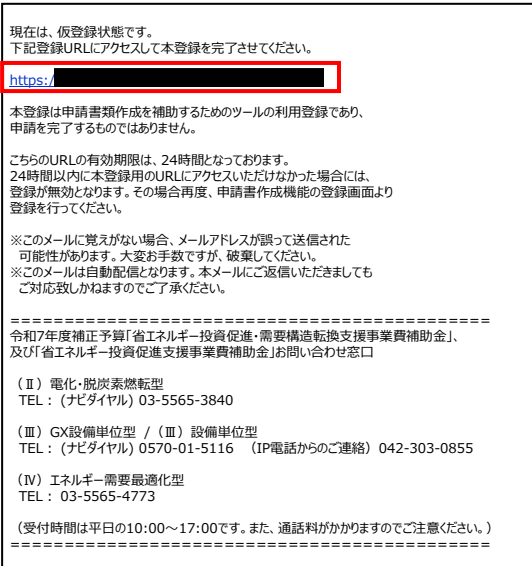 現在は、仮登録状態です。
下記登録URLにアクセスして本登録を完了させてください。
https:/
本登録は申請書類作成を補助するためのツールの利用登録であり、
申請を完了するものではありません。
こちらのURLの有効期限は、24時間となっております。
24時間以内に本登録用のURLにアクセスいただけなかった場合には、
登録が無効となります。その場合再度、申請書作成機能の登録画面より
登録を行ってください。
※このメールに覚えがない場合、メールアドレスが誤って送信された
可能性があります。大変お手数ですが、破棄してください。
※このメールは自動配信となります。本メールにご返信いただきましても
ご対応致しかねますのでご了承ください。
============================================
令和7年度補正予算「省エネルギー投資促進・需要構造転換支援事業費補助金」、
及び「省エネルギー投資促進支援事業費補助金」お問い合わせ窓口
（Ⅱ）電化・脱炭素燃転型
TEL：（ナビダイヤル）03-5565-3840
（Ⅲ）GX設備単位型 /（Ⅲ）設備単位型
TEL：（ナビダイヤル）0570-01-5116 （IP電話からのご連絡）042-303-0855
（Ⅳ）エネルギー需要最適化型
TEL：03-5565-4773
（受付時間は平日の10:00～17:00です。また、通話料がかかりますのでご注意ください。）
============================================